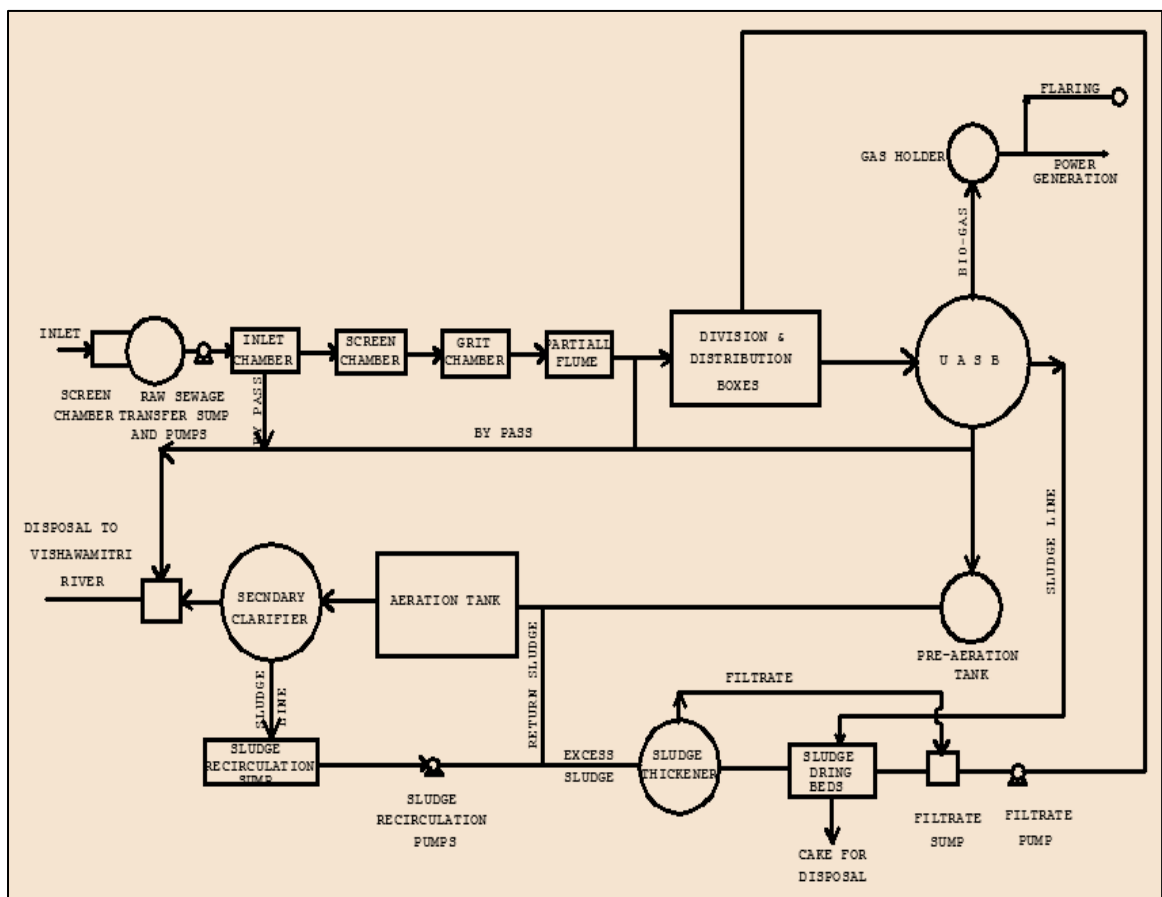 FLARING
GAS HOLDER
POWER
GENERATION
BIO-GAS
INLET
INLET
CHAMBER
SCREEN
CHAMBER
GRIT
CHAMBER
PARTIALL
FLUME
DIVISION &
DISTRIBUTION
BOXES
U A S B
SCREEN
CHAMBER
RAW SEWAGE
TRANSFER SUMP
AND PUMPS
BY PASS
BY PASS
DISPOSAL TO
VISHAWAMITRI
RIVER
SECNDARY
CLARIFIER
AERATION TANK
SLUDGE LINE
PRE-AERATION
TANK
SLUDGE
LINE
RETURN SLUDGE
FILTRATE
SLUDGE
RECIRCULATION
SUMP
EXCESS
SLUDGE
SLUDGE
THICKENER
SLUDGE
DRING
BEDS
SLUDGE
RECIRCULATION
PUMPS
FILTRATE
SUMP
FILTRATE
PUMP
CAKE FOR
DISPOSAL